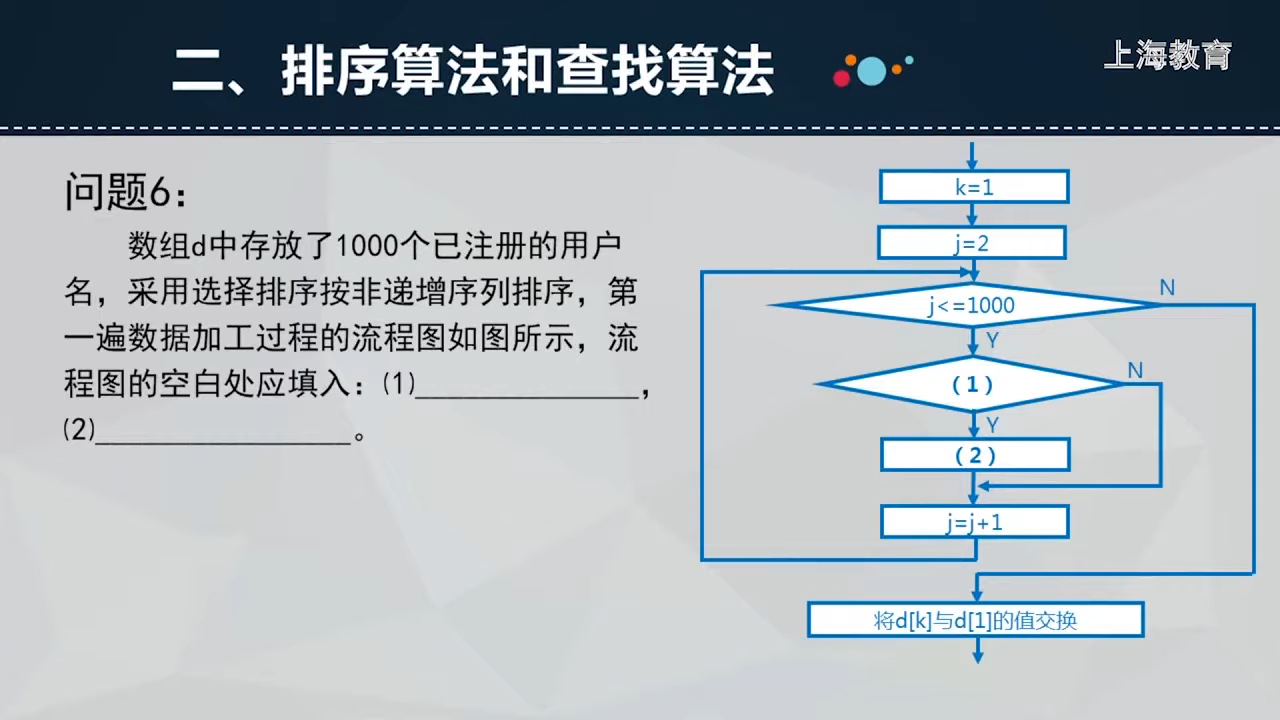 二、排序算法和查找算法
上海教育
问题6：
数组d中存放了1000个已注册的用户
名，采用选择排序按非递增序列排序，第
一遍数据加工过程的流程图如图所示，流
程图的空白处应填入：(1)______________，
(2)________________。
k=1
j=2
j<=1000
N
Y
（1）
N
Y
（2）
j=j+1
将d[k]与d[1]的值交换